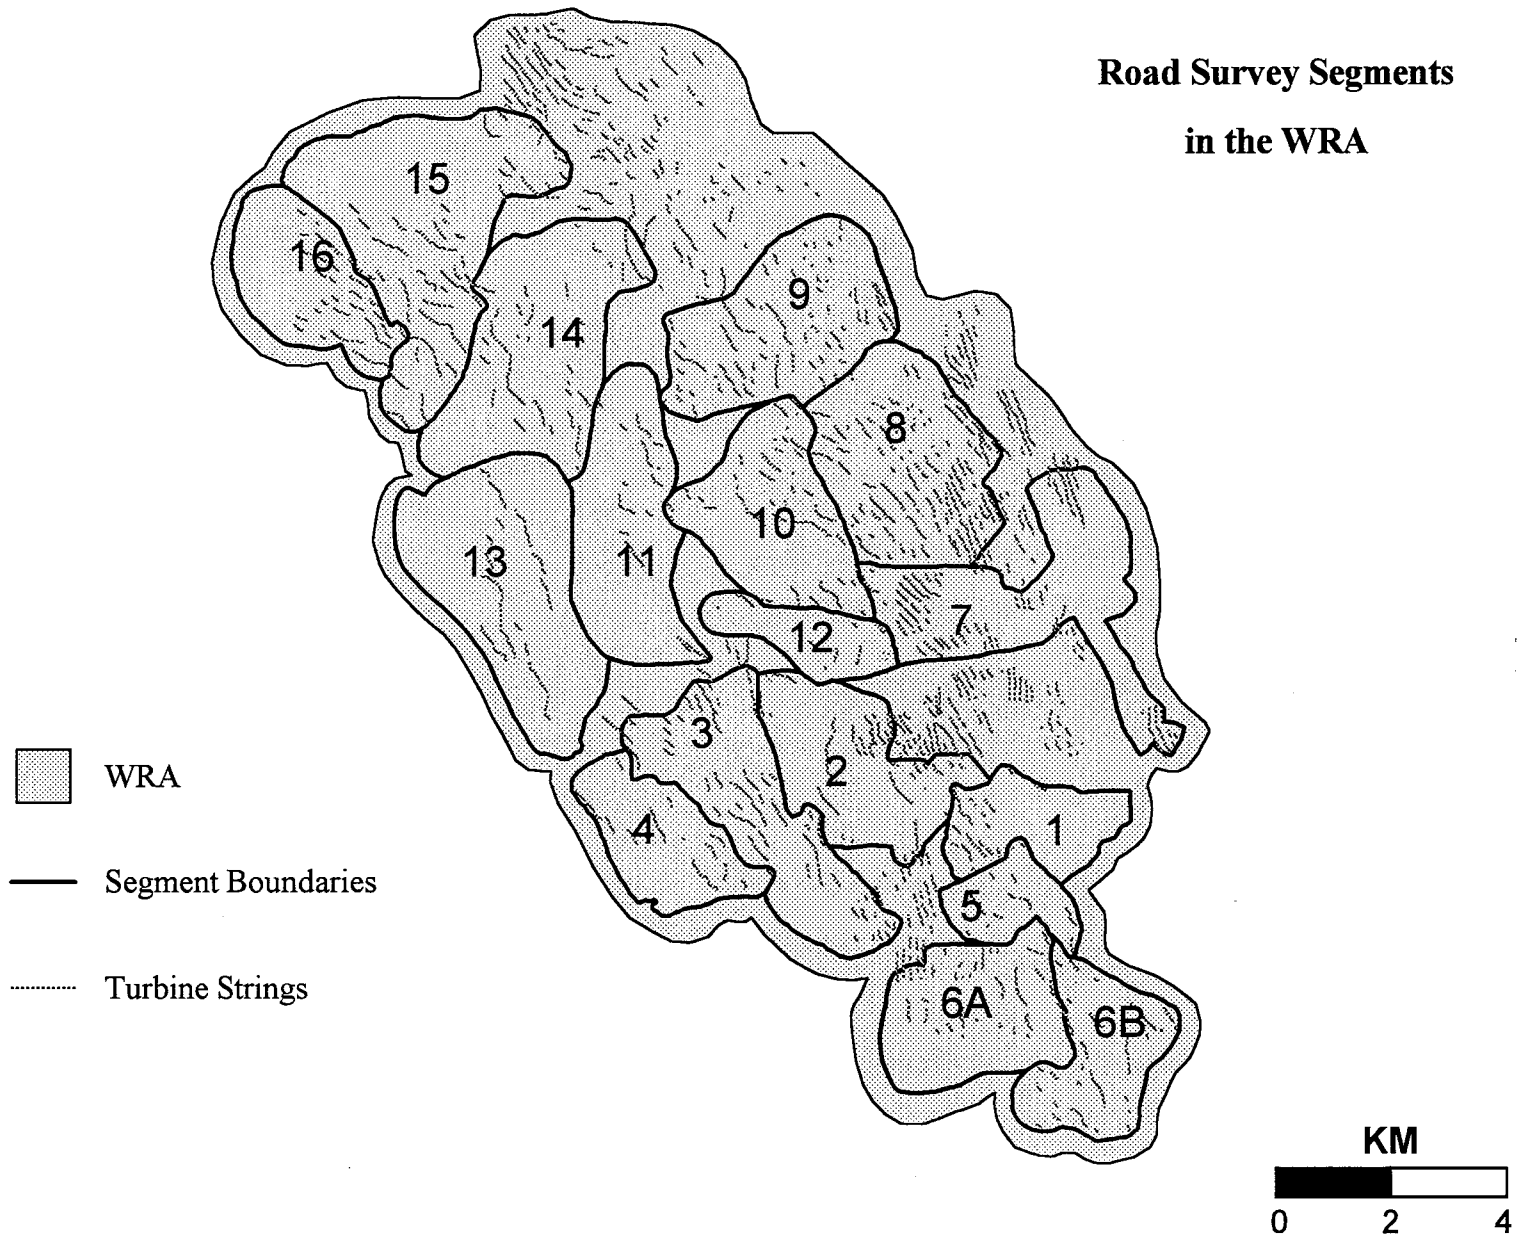 Road Survey Segments
in the WRA
15
16
9
14
8
10
13
11
7
12
3
2
4
1
5
6A
6B
WRA
Segment Boundaries
Turbine Strings
KM
0 2 4